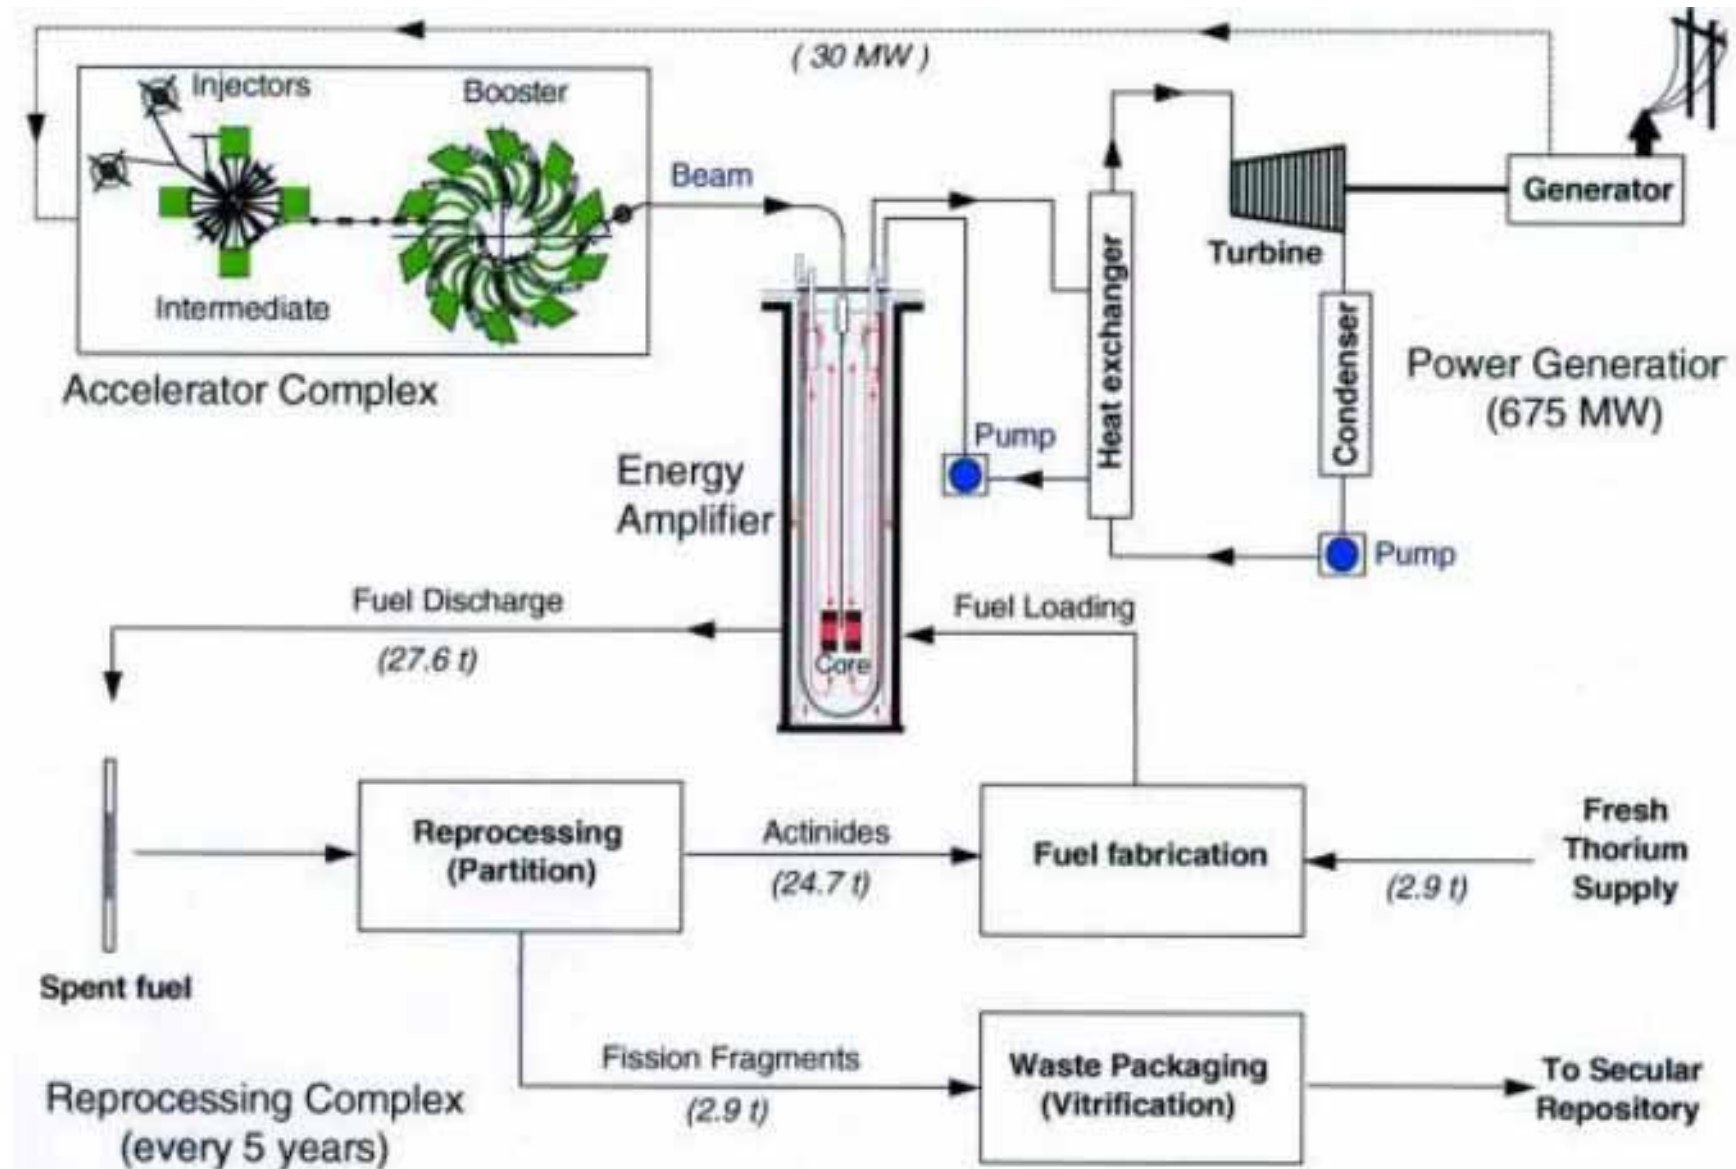 ( 30 MW )
Injectors
Booster
Beam
Intermediate
Accelerator Complex
Generator
Turbine
Heat exchanger
Condenser
Power Generation
(675 MW)
Pump
Energy
Amplifier
Pump
Fuel Discharge
(27.6 t)
Fuel Loading
Core
Reprocessing
(Partition)
Actinides
(24.7 t)
Fuel fabrication
(2.9 t)
Fresh
Thorium
Supply
Spent fuel
Fission Fragments
(2.9 t)
Waste Packaging
(Vitrification)
To Secular
Repository
Reprocessing Complex
(every 5 years)